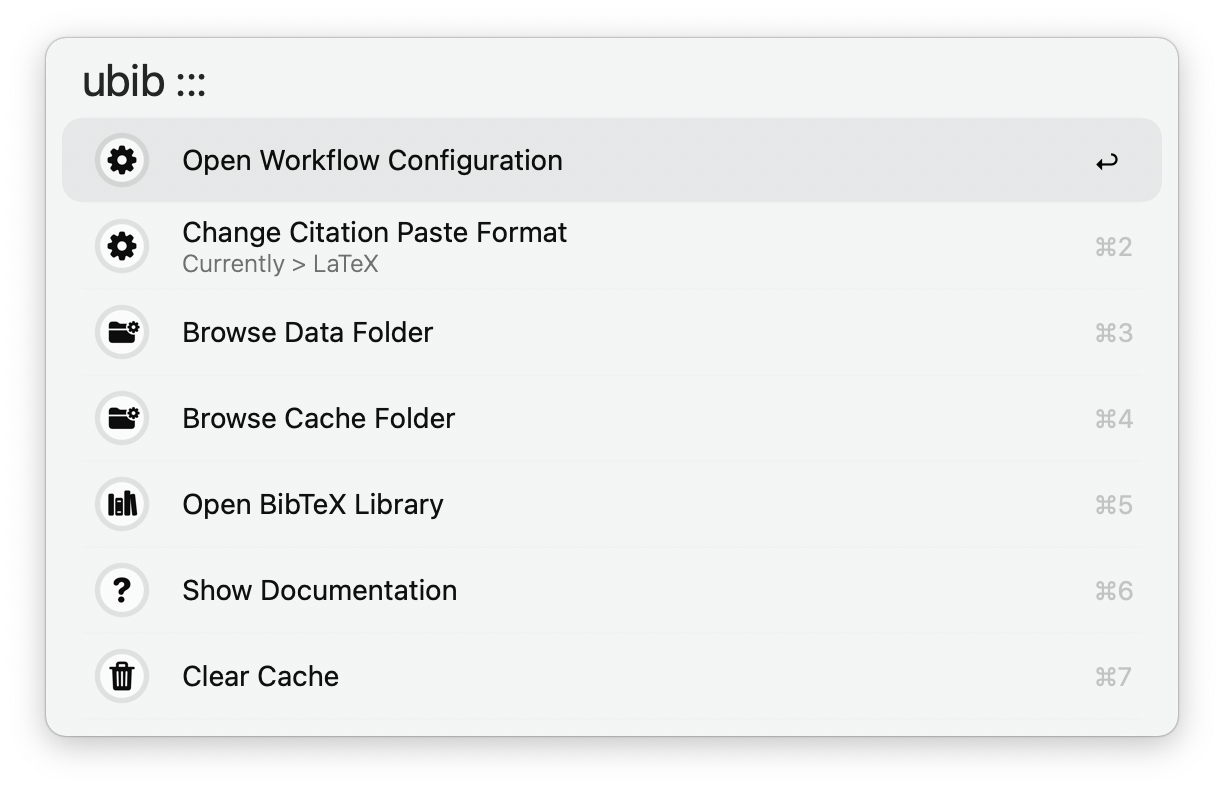 ubib :::
Open Workflow Configuration ↩
Change Citation Paste Format
Currently > LaTeX
⌘2
Browse Data Folder ⌘3
Browse Cache Folder ⌘4
Open BibTeX Library ⌘5
Show Documentation ⌘6
Clear Cache ⌘7